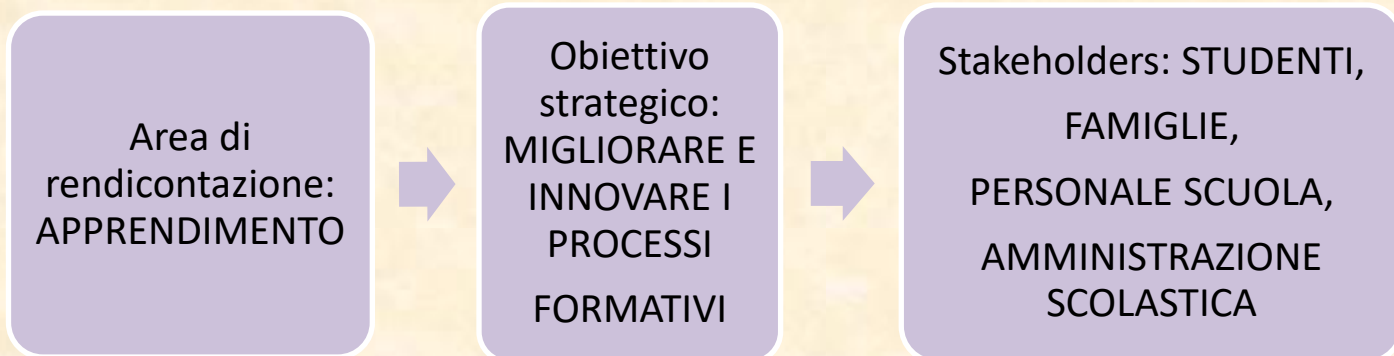 Area di
rendicontazione:
APPRENDIMENTO
Obiettivo
strategico:
MIGLIORARE E
INNOVARE I
PROCESSI
FORMATIVI
Stakeholders: STUDENTI,
FAMIGLIE,
PERSONALE SCUOLA,
AMMINISTRAZIONE
SCOLASTICA